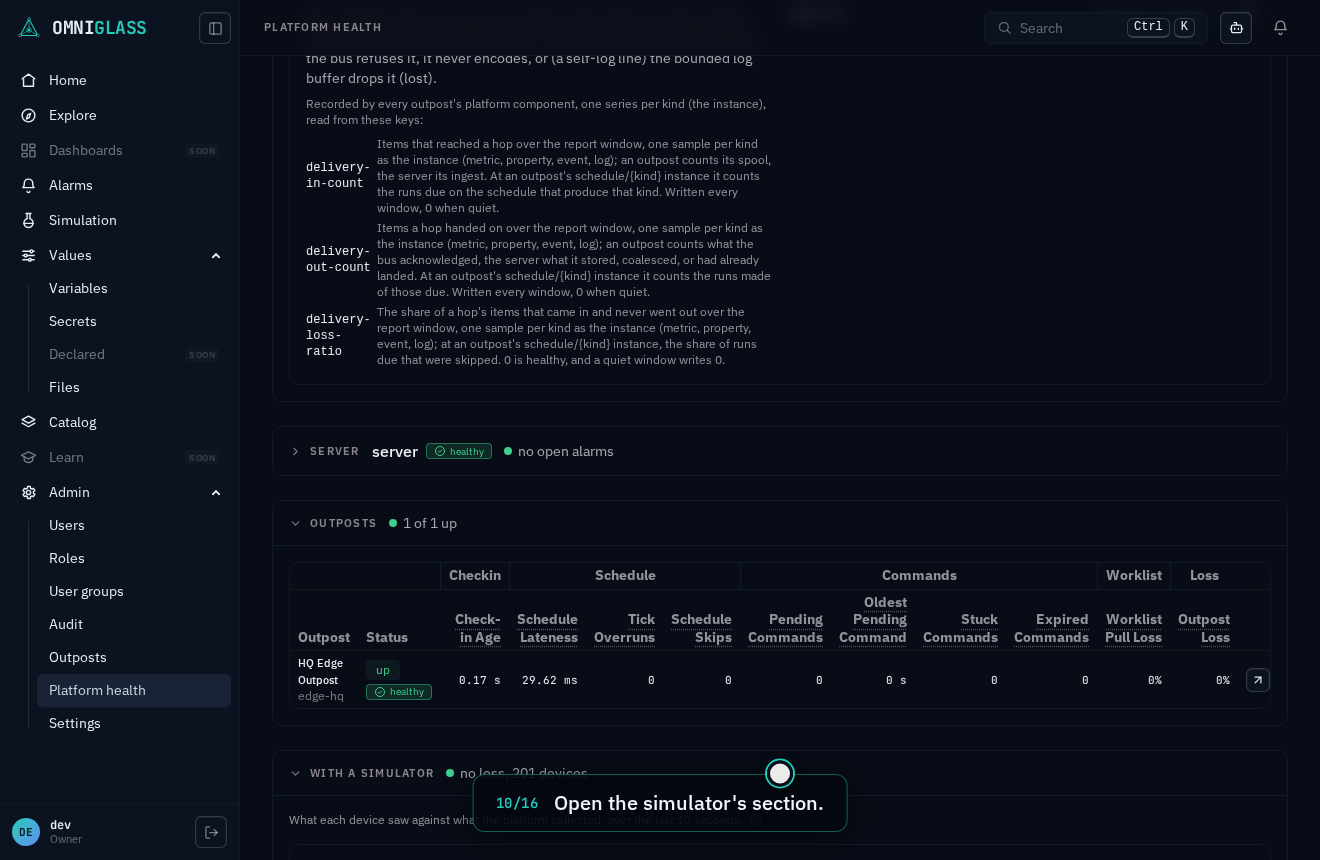 OMNIGLASS
PLATFORM HEALTH
Search
Ctrl
K
Home
Explore
Dashboards
SOON
Alarms
Simulation
Values
Variables
Secrets
Declared
SOON
Files
Catalog
Learn
SOON
Admin
Users
Roles
User groups
Audit
Outposts
Platform health
Settings
DE
dev
Owner
the bus refuses it, it never encodes, or (a self-log line) the bounded log
buffer drops it (lost).
Recorded by every outpost's platform component, one series per kind (the instance),
read from these keys:
delivery-
in-count
Items that reached a hop over the report window, one sample per kind
as the instance (metric, property, event, log); an outpost counts its spool,
the server its ingest. At an outpost's schedule/{kind} instance it counts
the runs due on the schedule that produce that kind. Written every
window, 0 when quiet.
delivery-
out-count
Items a hop handed on over the report window, one sample per kind as
the instance (metric, property, event, log); an outpost counts what the
bus acknowledged, the server what it stored, coalesced, or had already
landed. At an outpost's schedule/{kind} instance it counts the runs made
of those due. Written every window, 0 when quiet.
delivery-
loss-
ratio
The share of a hop's items that came in and never went out over the
report window, one sample per kind as the instance (metric, property,
event, log); at an outpost's schedule/{kind} instance, the share of runs
due that were skipped. 0 is healthy, and a quiet window writes 0.
SERVER server healthy no open alarms
OUTPOSTS 1 of 1 up
Checkin Schedule Commands Worklist Loss
Outpost Status Check-in Age Schedule Lateness Tick Overruns Schedule Skips Pending Commands Oldest Pending Command Stuck Commands Expired Commands Worklist Pull Loss Outpost Loss
HQ Edge Outpost
edge-hq
up
healthy
0.17 s 29.62 ms 0 0 0 0 s 0 0 0% 0%
WITH A SIMULATOR no loss, 201 devices
What each device saw against what the platform collected, over the last 10 seconds.
10/16 Open the simulator's section.